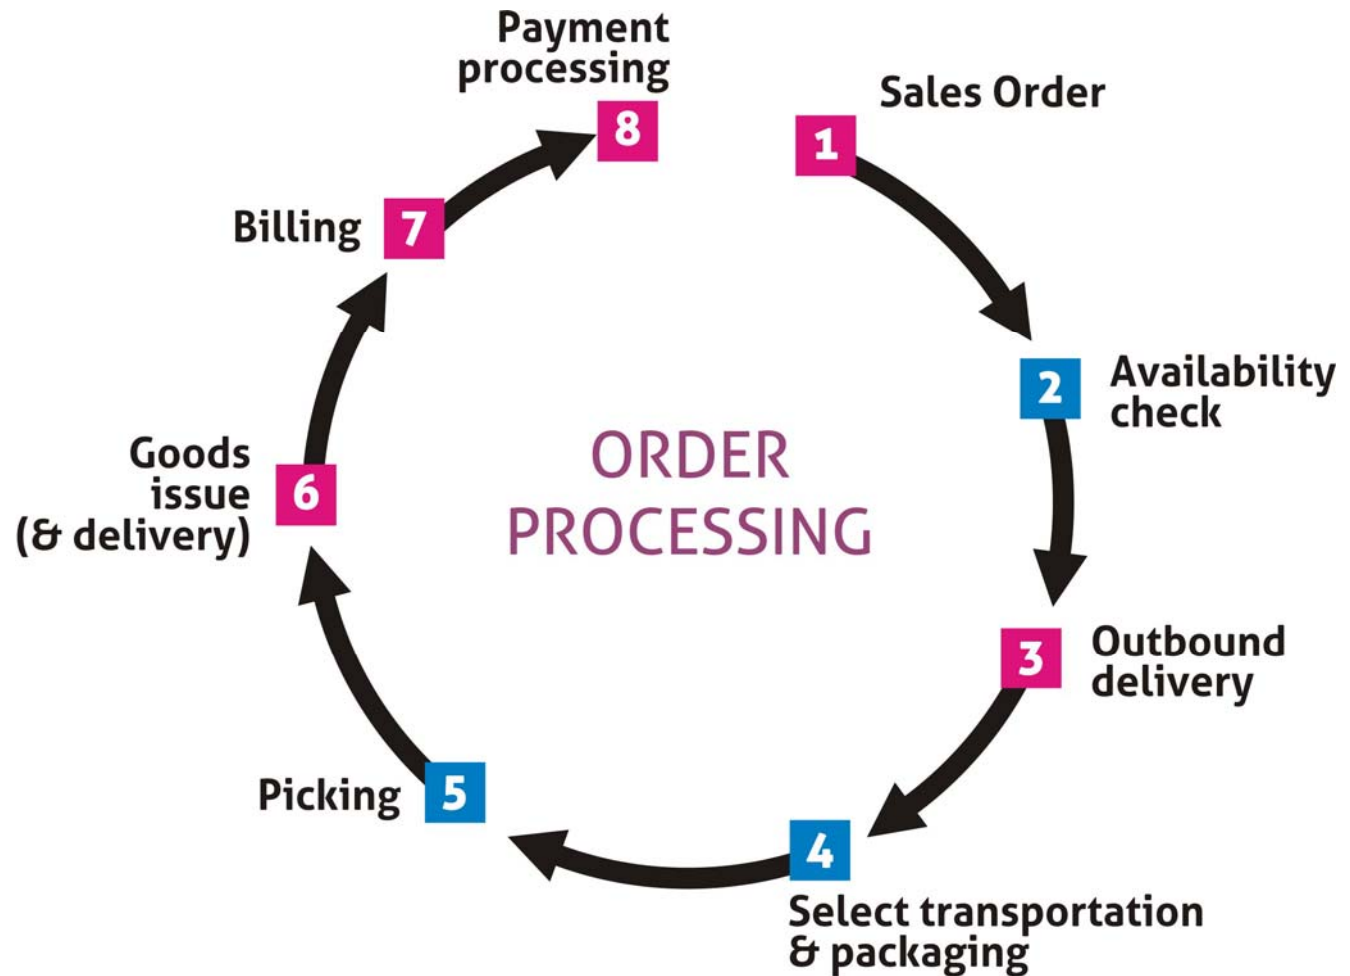 ORDER
PROCESSING
1
Sales Order
2
Availability
check
3
Outbound
delivery
4
Select transportation
& packaging
5
Picking
6
Goods
issue
(& delivery)
7
Billing
8
Payment
processing